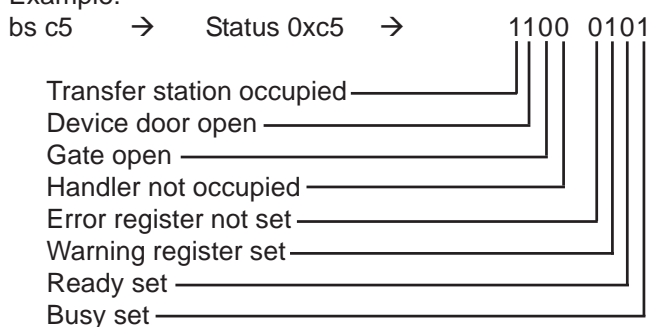 Example:
bs c5 → Status 0xc5 → 1100 0101
Transfer station occupied
Device door open
Gate open
Handler not occupied
Error register not set
Warning register set
Ready set
Busy set